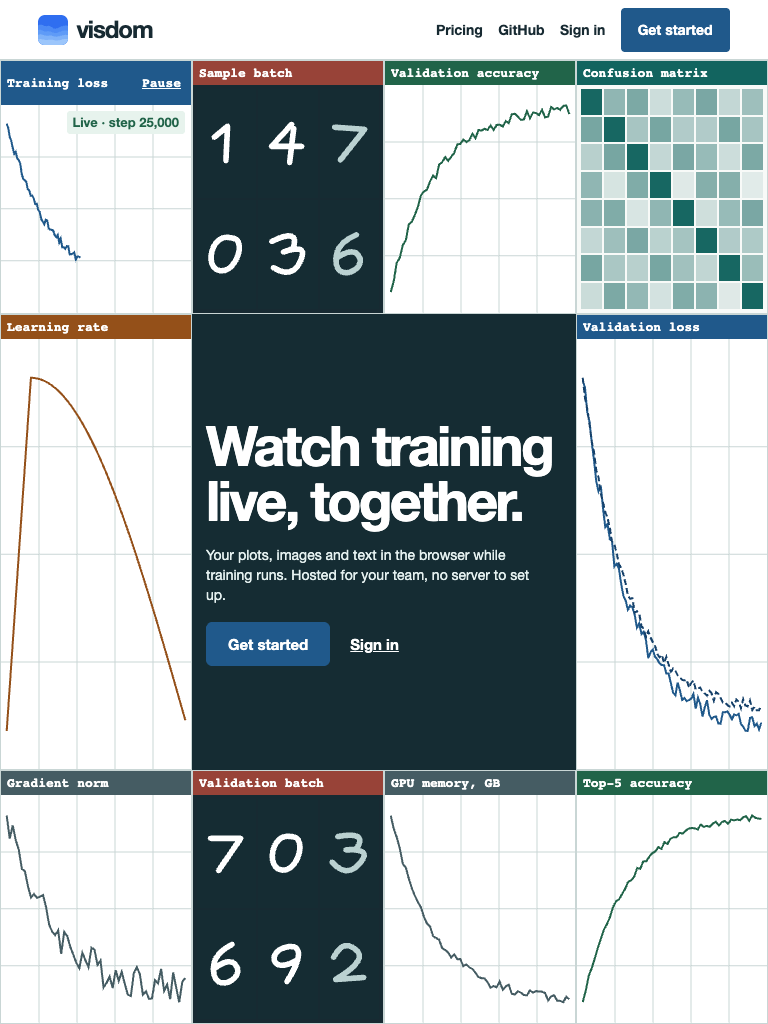 visdom
Pricing GitHub Sign in Get started
Training loss Pause
Live · step 25,000
Sample batch
1 4 7
0 3 6
Validation accuracy
Confusion matrix
Learning rate
Watch training
live, together.
Your plots, images and text in the browser while
training runs. Hosted for your team, no server to set
up.
Get started Sign in
Validation loss
Gradient norm
Validation batch
7 0 3
6 9 2
GPU memory, GB
Top-5 accuracy